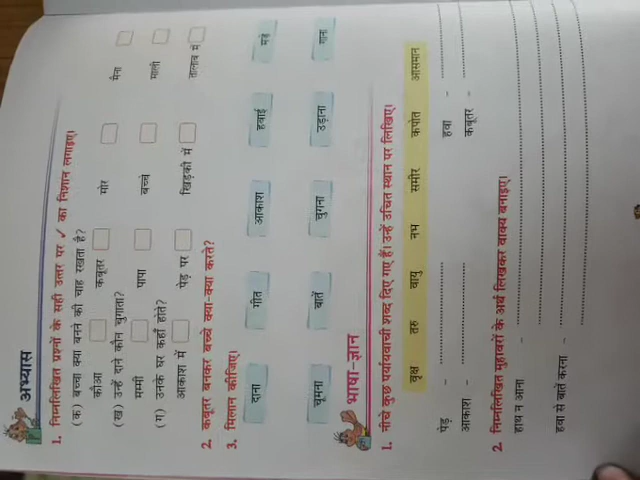 अभ्यास
1. निम्नलिखित प्रश्नों के सही उत्तर पर ✓ का निशान लगाइए।
(क) बच्चा क्या बनने की चाह रखता है?
कौआ कबूतर मोर मैना
(ख) उन्हें दाने कौन चुगाता?
मम्मी पापा बच्चे माली
(ग) उनके घर कहाँ होते?
आकाश में पेड़ पर खिड़की में तालाब में
2. कबूतर बनकर बच्चे क्या-क्या करते?
3. मिलान कीजिए।
दाना गीत आकाश हवाई मज़े
चूमना बातें चुगना उड़ाना गाना
भाषा-ज्ञान
1. नीचे कुछ पर्यायवाची शब्द दिए गए हैं। उन्हें उचित स्थान पर लिखिए।
वृक्ष तरु वायु नभ समीर कपोत आसमान
पेड़ - हवा -
आकाश - कबूतर -
2. निम्नलिखित मुहावरों के अर्थ लिखकर वाक्य बनाइए।
हाथ न आना -
हवा से बातें करना -